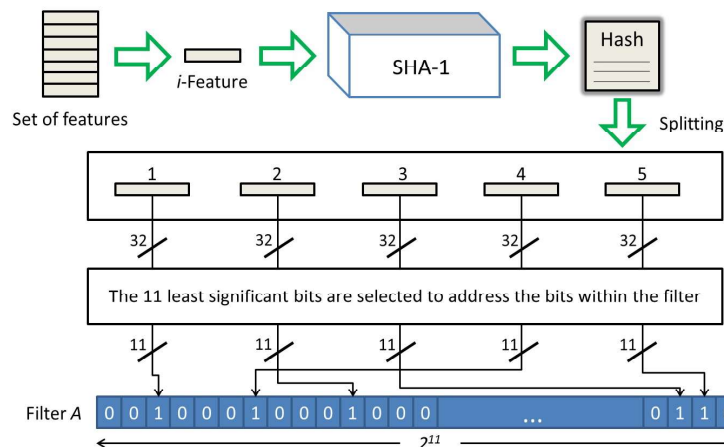 Set of features
i-Feature
SHA-1
Hash
Splitting
1 2 3 4 5
32 32 32 32 32
The 11 least significant bits are selected to address the bits within the filter
11 11 11 11 11
Filter A 0 0 1 0 0 0 1 0 0 0 1 0 0 0 ... 0 1 1
2^11